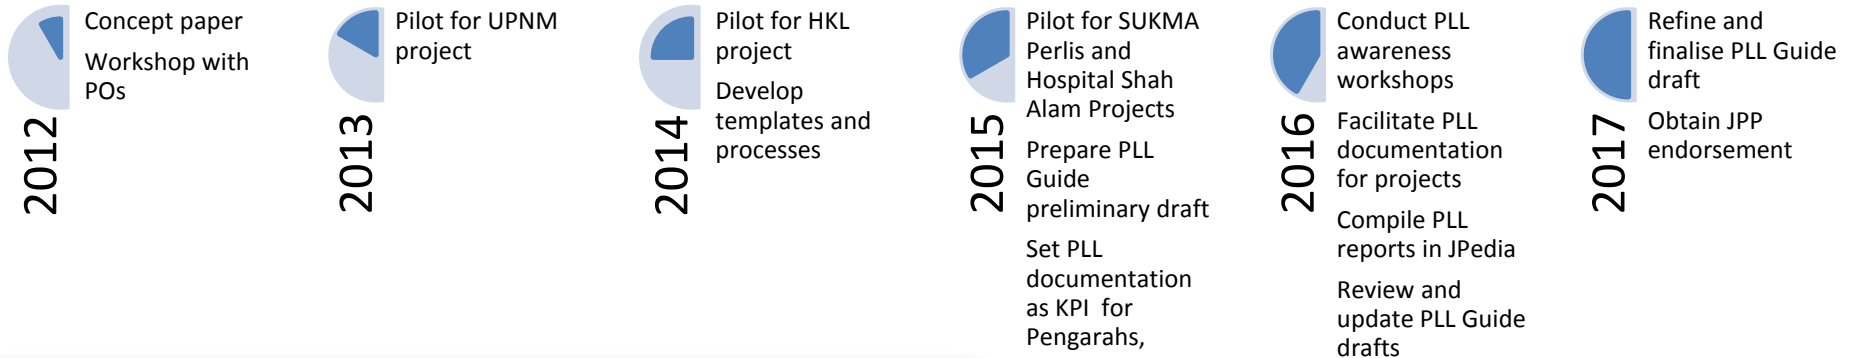 2012
Concept paper
Workshop with
POs
2013
Pilot for UPNM
project
2014
Pilot for HKL
project
Develop
templates and
processes
2015
Pilot for SUKMA
Perlis and
Hospital Shah
Alam Projects
Prepare PLL
Guide
preliminary draft
Set PLL
documentation
as KPI for
Pengarahs,
2016
Conduct PLL
awareness
workshops
Facilitate PLL
documentation
for projects
Compile PLL
reports in JPedia
Review and
update PLL Guide
drafts
2017
Refine and
finalise PLL Guide
draft
Obtain JPP
endorsement